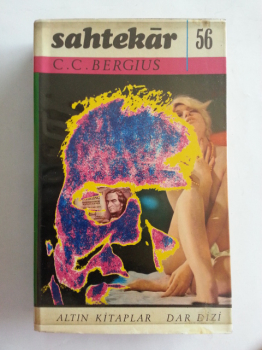 sahtekâr 56
C. C. BERGIUS
ALTIN KİTAPLAR DAR DİZİ